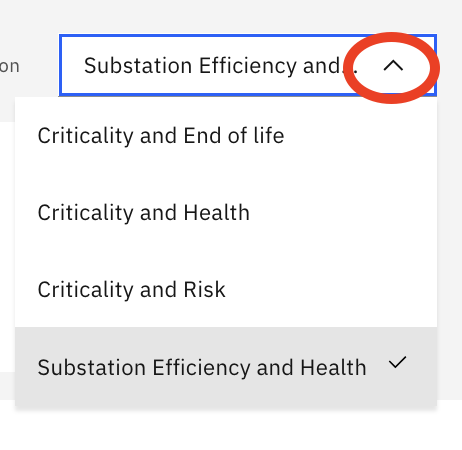 on
Substation Efficiency and...
Criticality and End of life
Criticality and Health
Criticality and Risk
Substation Efficiency and Health